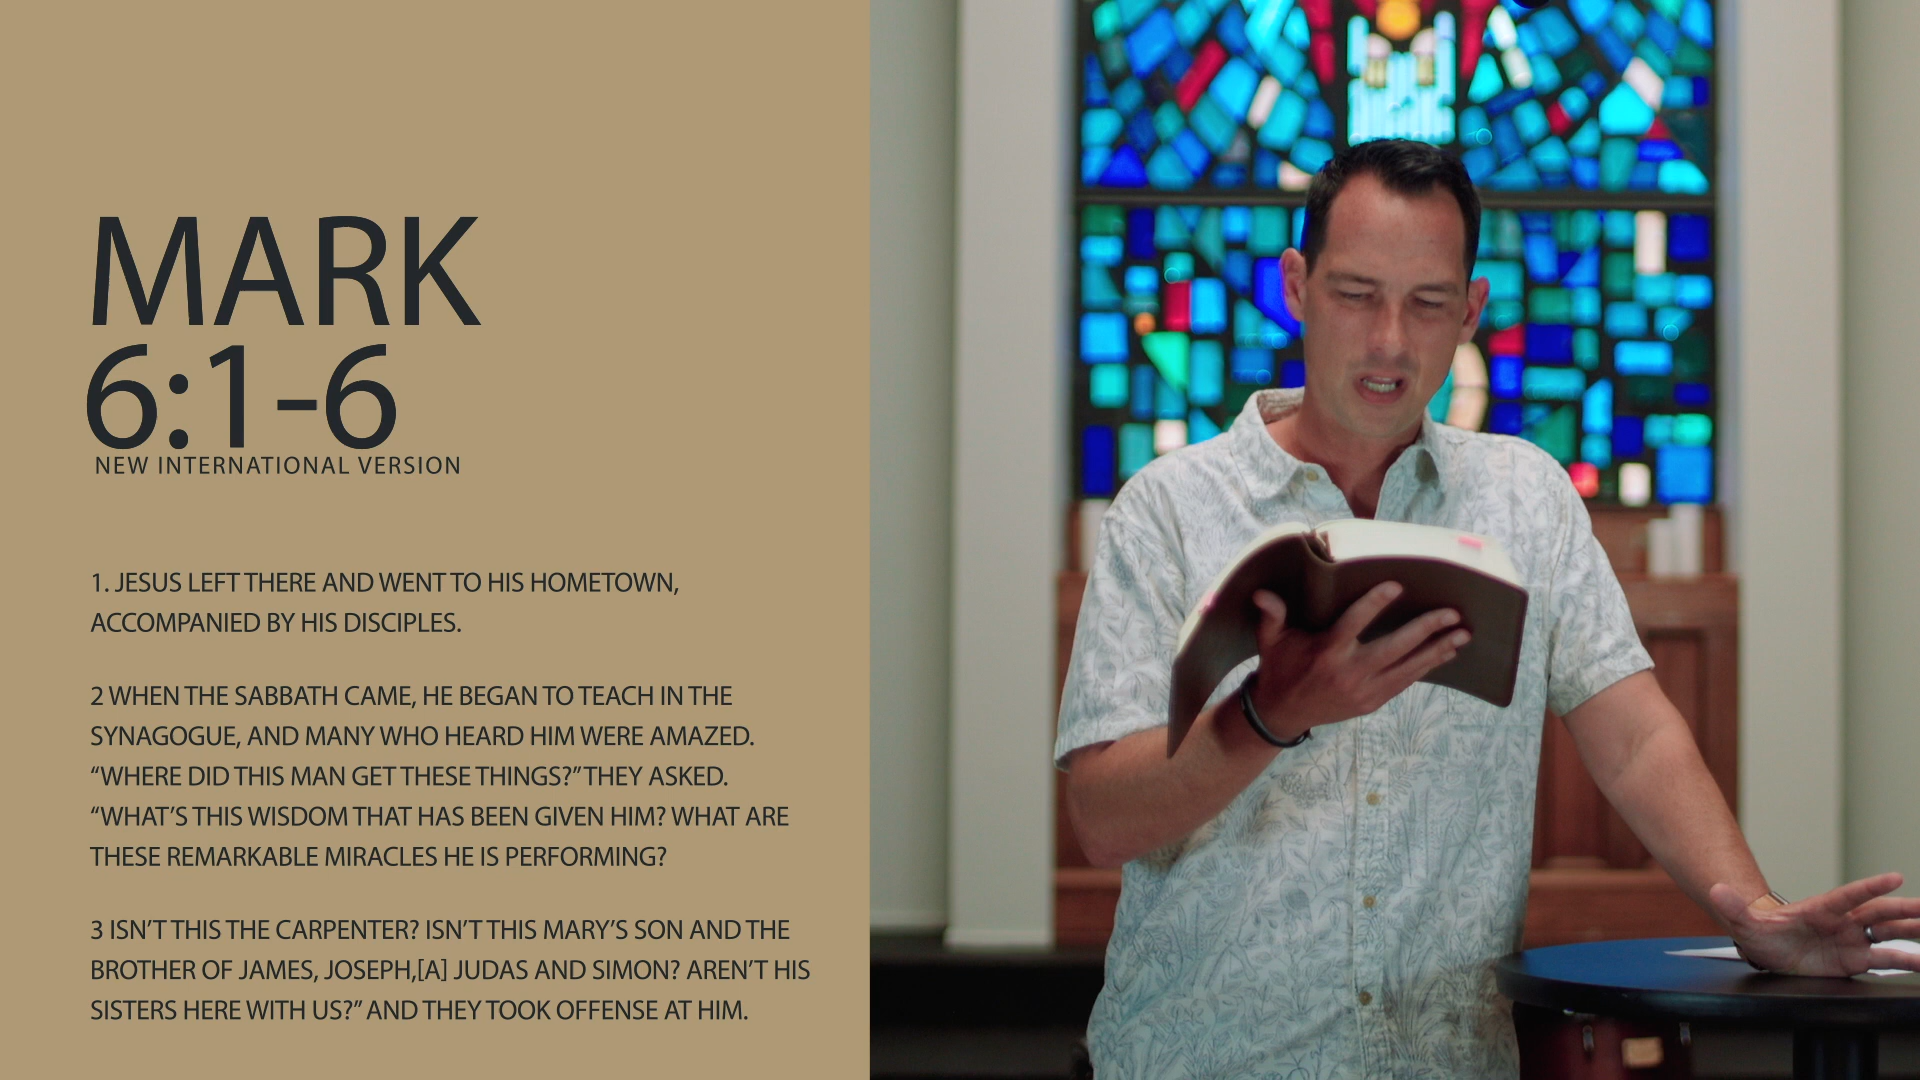 MARK
6:1-6
NEW INTERNATIONAL VERSION
1. JESUS LEFT THERE AND WENT TO HIS HOMETOWN,
ACCOMPANIED BY HIS DISCIPLES.
2 WHEN THE SABBATH CAME, HE BEGAN TO TEACH IN THE
SYNAGOGUE, AND MANY WHO HEARD HIM WERE AMAZED.
“WHERE DID THIS MAN GET THESE THINGS?” THEY ASKED.
“WHAT’S THIS WISDOM THAT HAS BEEN GIVEN HIM? WHAT ARE
THESE REMARKABLE MIRACLES HE IS PERFORMING?
3 ISN’T THIS THE CARPENTER? ISN’T THIS MARY’S SON AND THE
BROTHER OF JAMES, JOSEPH,[A] JUDAS AND SIMON? AREN’T HIS
SISTERS HERE WITH US?” AND THEY TOOK OFFENSE AT HIM.